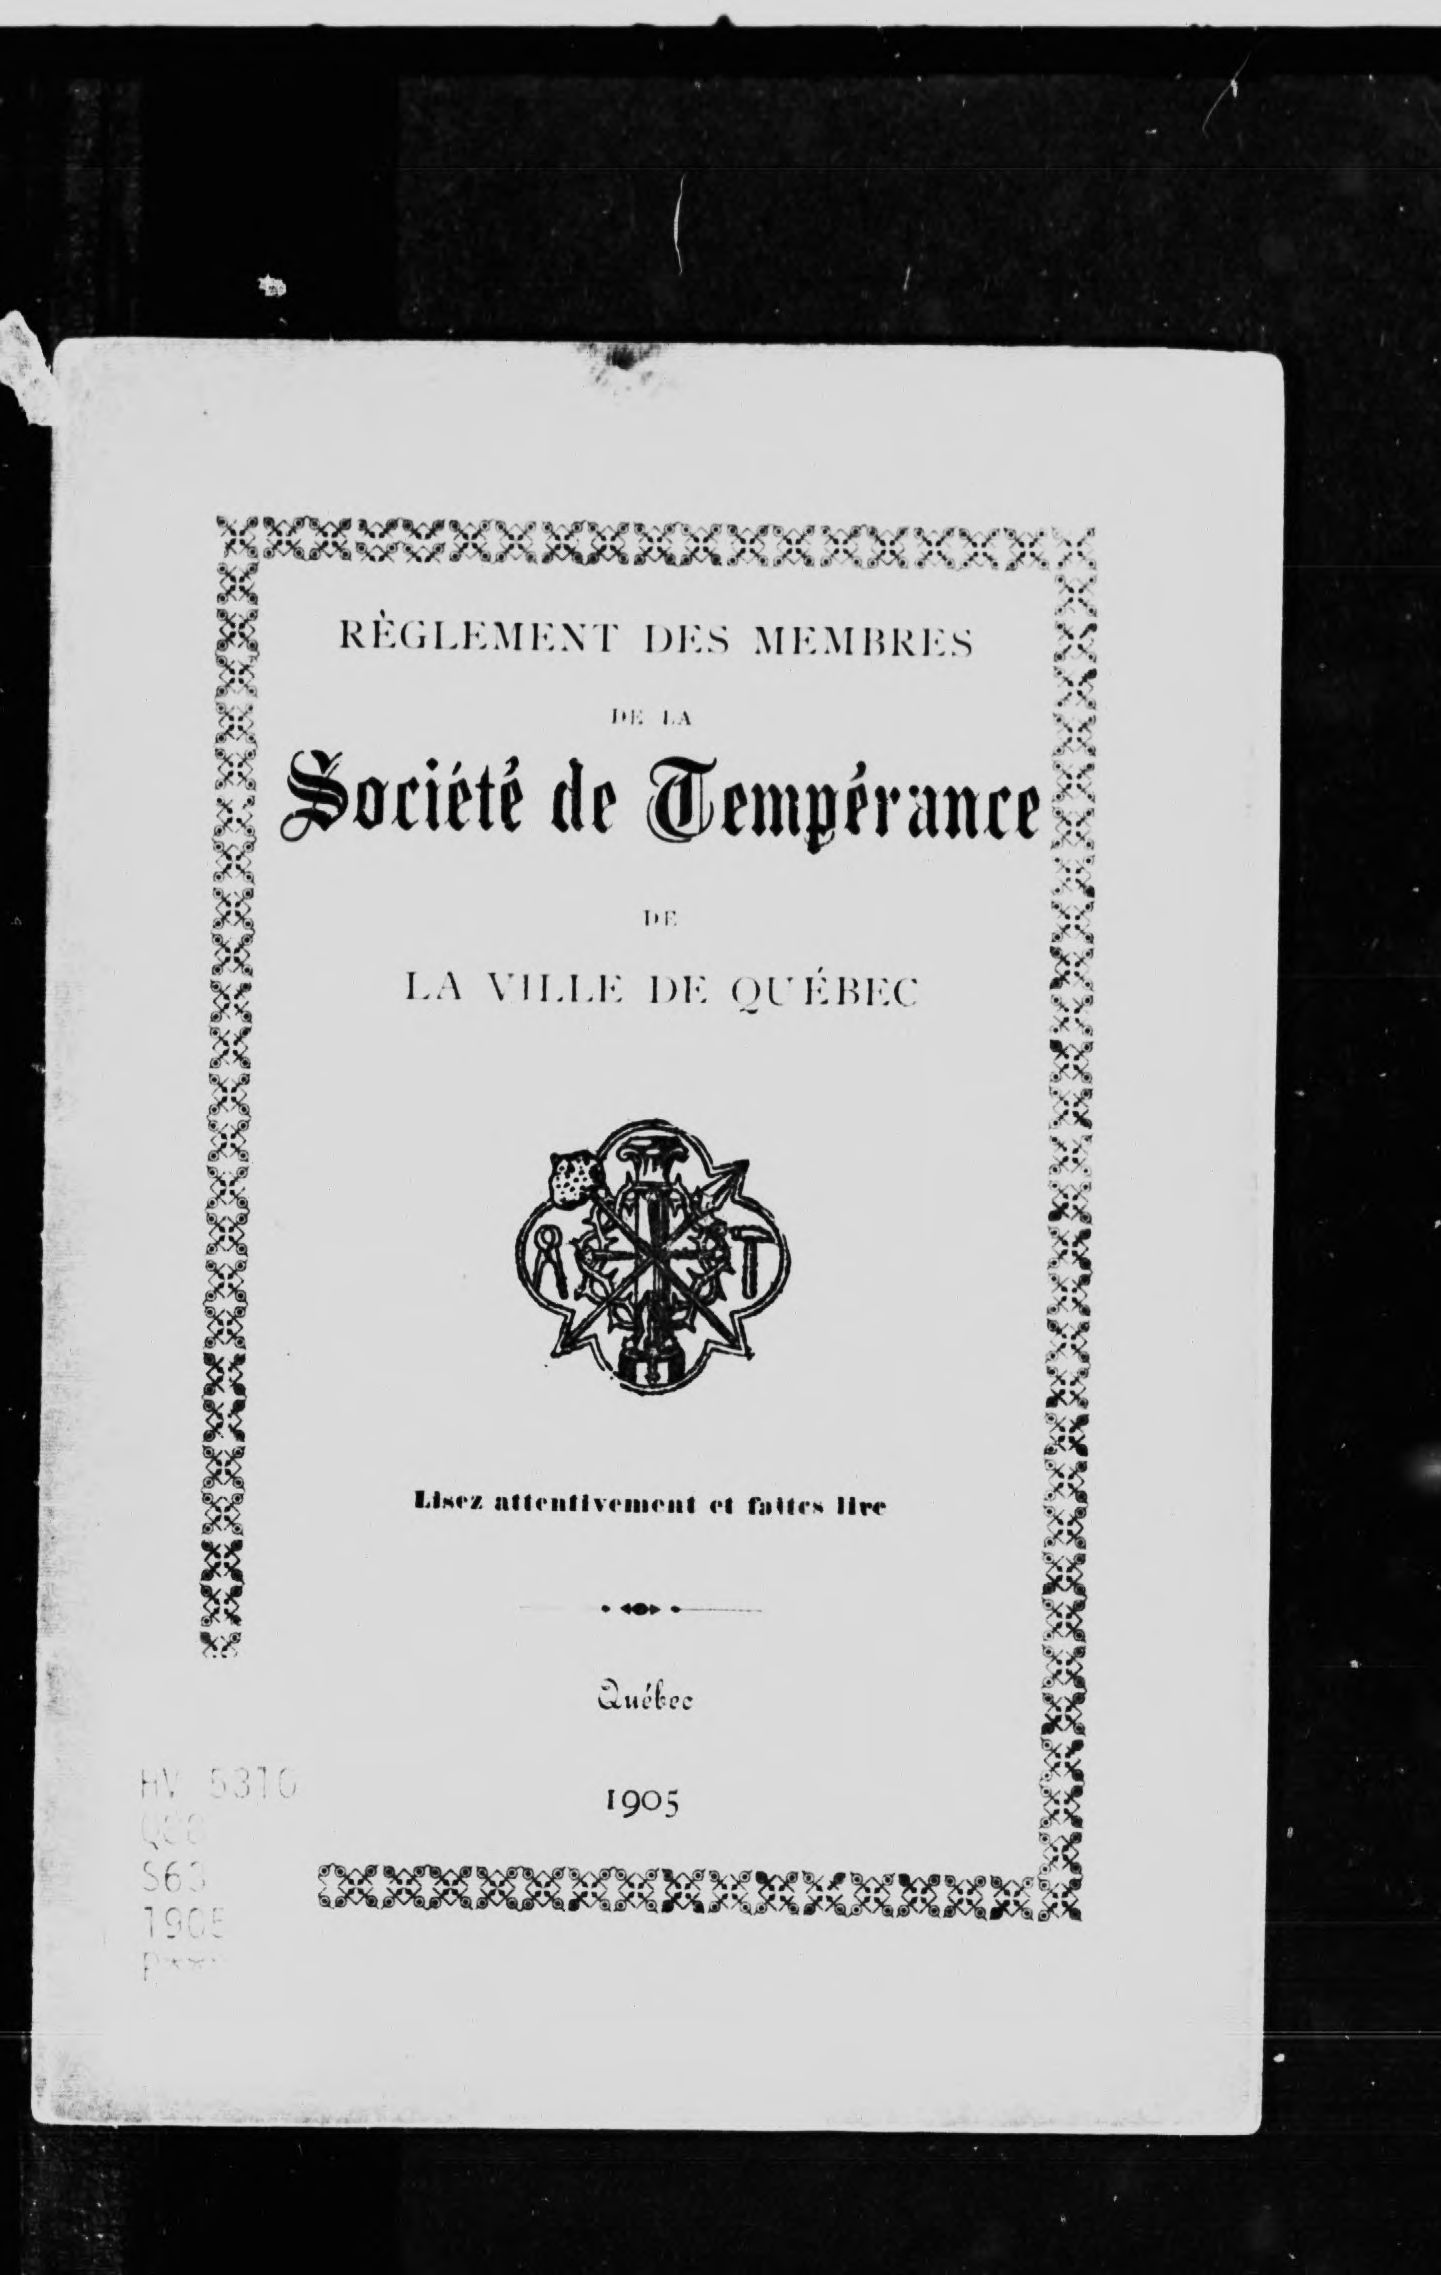 RÈGLEMENT DES MEMBRES
DE LA
Société de Tempérance
DE
LA VILLE DE QUÉBEC
Lisez attentivement et faites lire
Québec
1905
HV 5310
S63
1905